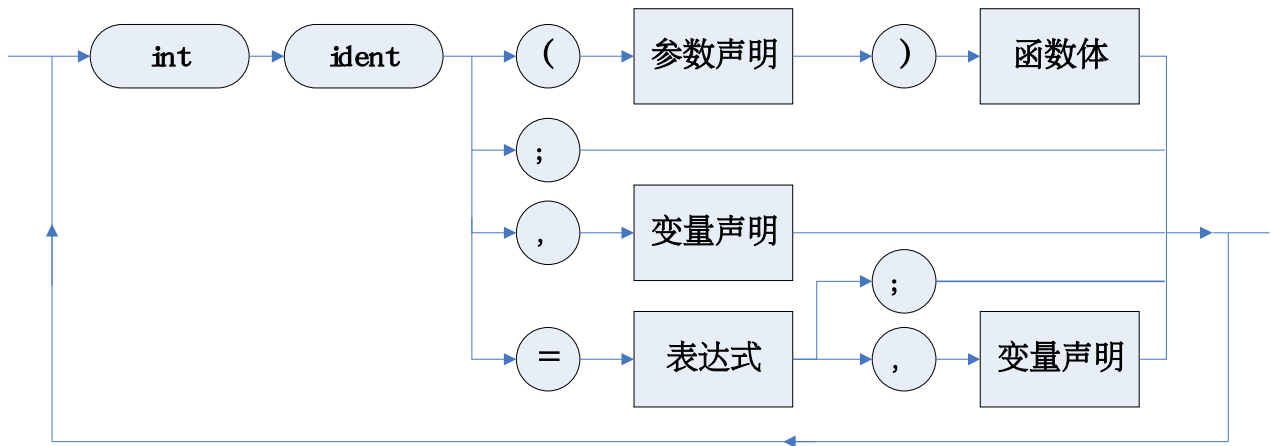 int ident ( 参数声明 ) 函数体
;
, 变量声明
;
= 表达式 , 变量声明